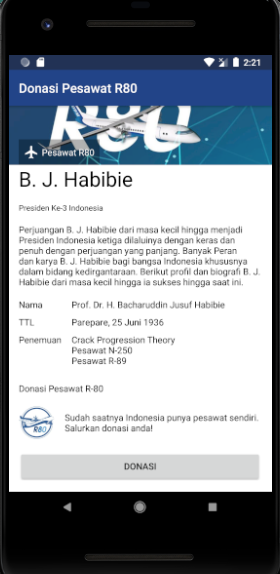 2:21
Donasi Pesawat R80
R80
Pesawat R80
B. J. Habibie
Presiden Ke-3 Indonesia
Perjuangan B. J. Habibie dari masa kecil hingga menjadi
Presiden Indonesia ketiga dilaluinya dengan keras dan
penuh dengan perjuangan yang panjang. Banyak Peran
dan karya B. J. Habibie bagi bangsa Indonesia khususnya
dalam bidang kedirgantaraan. Berikut profil dan biografi B. J.
Habibie dari masa kecil hingga ia sukses hingga saat ini.
Nama Prof. Dr. H. Bacharuddin Jusuf Habibie
TTL Parepare, 25 Juni 1936
Penemuan Crack Progression Theory
Pesawat N-250
Pesawat R-89
Donasi Pesawat R-80
R80
Sudah saatnya Indonesia punya pesawat sendiri.
Salurkan donasi anda!
DONASI